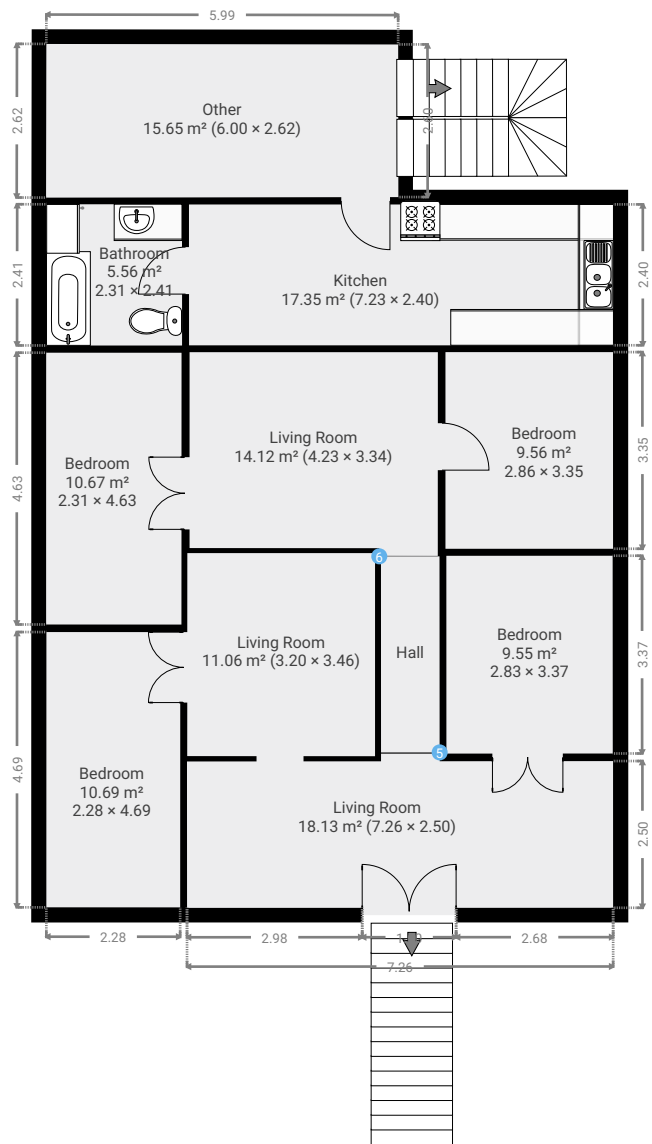 5.99
Other
15.65 m² (6.00 × 2.62)
2.62
Bathroom
5.56 m²
2.31 × 2.41
Kitchen
17.35 m² (7.23 × 2.40)
2.41
2.40
Living Room
14.12 m² (4.23 × 3.34)
Bedroom
9.56 m²
2.86 × 3.35
Bedroom
10.67 m²
2.31 × 4.63
4.63
3.35
6
Living Room
11.06 m² (3.20 × 3.46)
Hall
Bedroom
9.55 m²
2.83 × 3.37
3.37
5
Bedroom
10.69 m²
2.28 × 4.69
4.69
Living Room
18.13 m² (7.26 × 2.50)
2.50
2.28
2.98
2.68
7.26